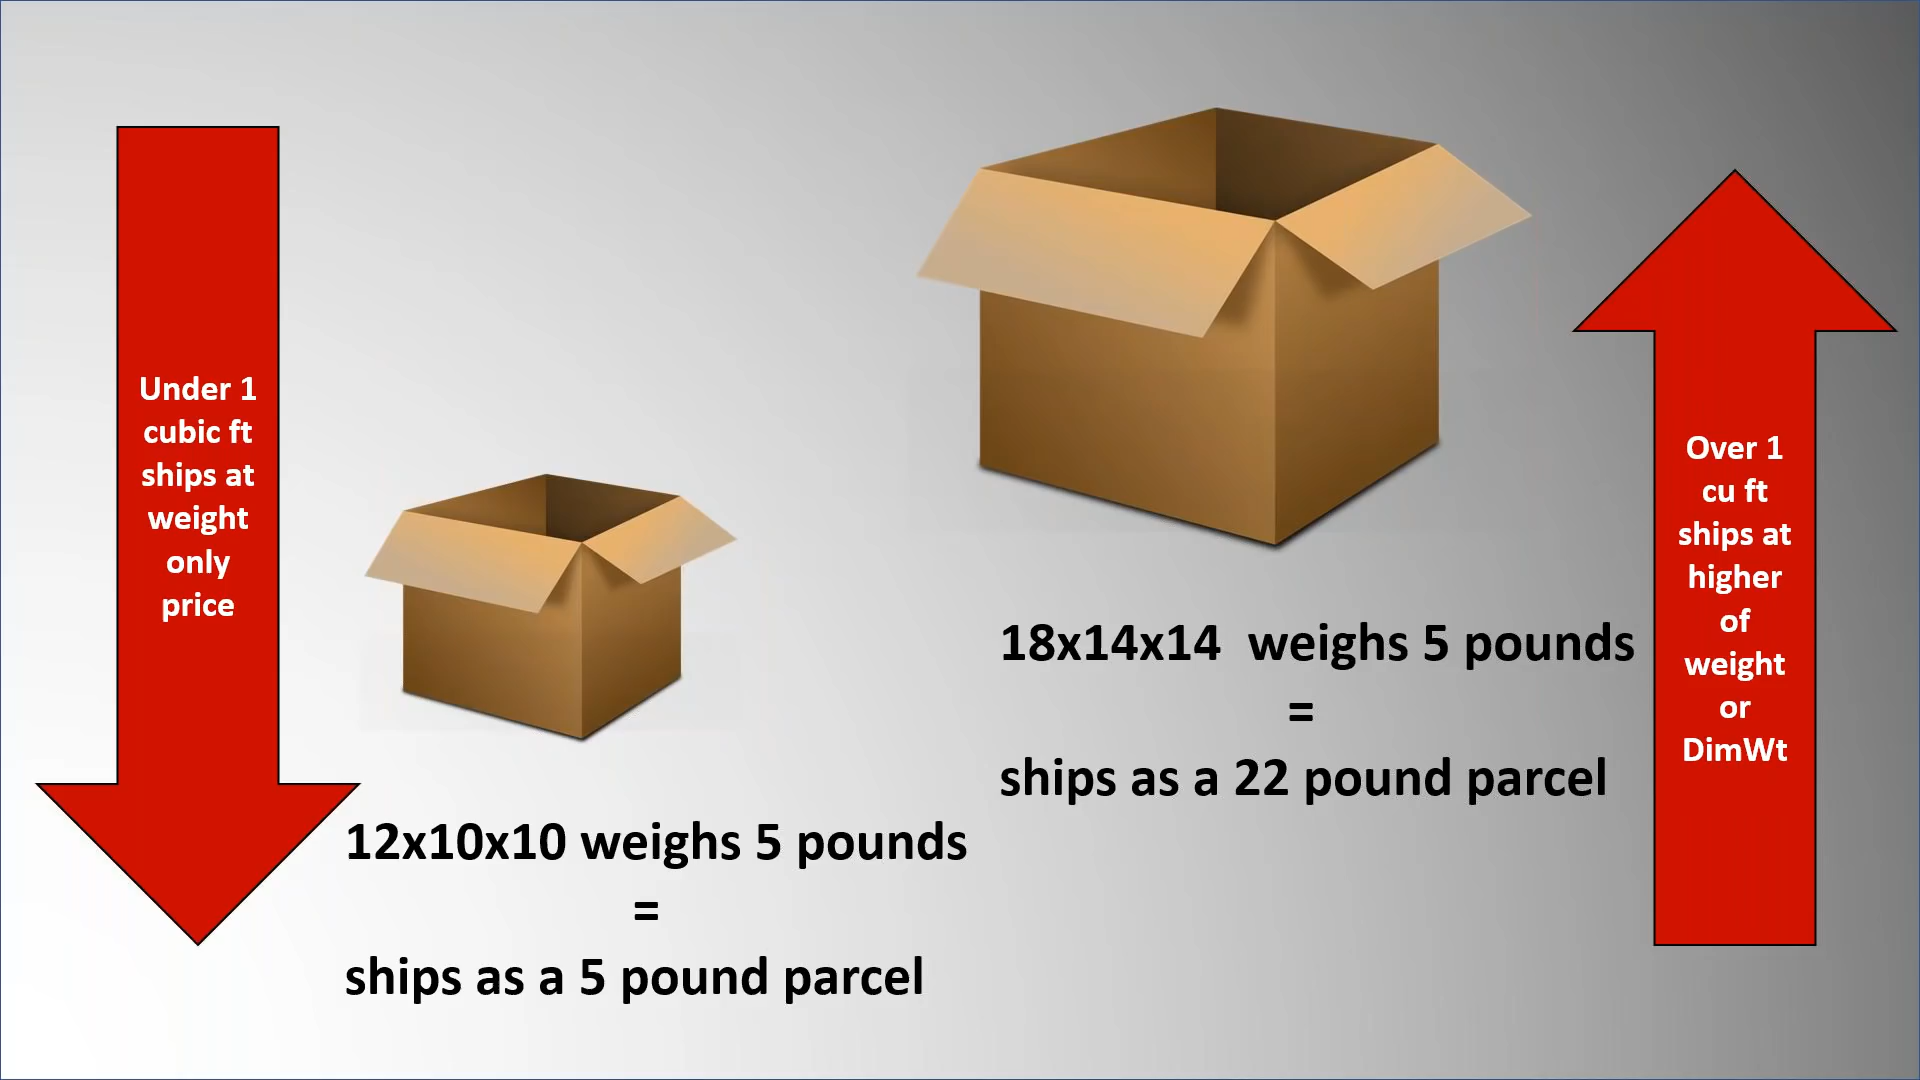 Under 1
cubic ft
ships at
weight
only
price
12x10x10 weighs 5 pounds
=
ships as a 5 pound parcel
18x14x14  weighs 5 pounds
=
ships as a 22 pound parcel
Over 1
cu ft
ships at
higher
of
weight
or
DimWt